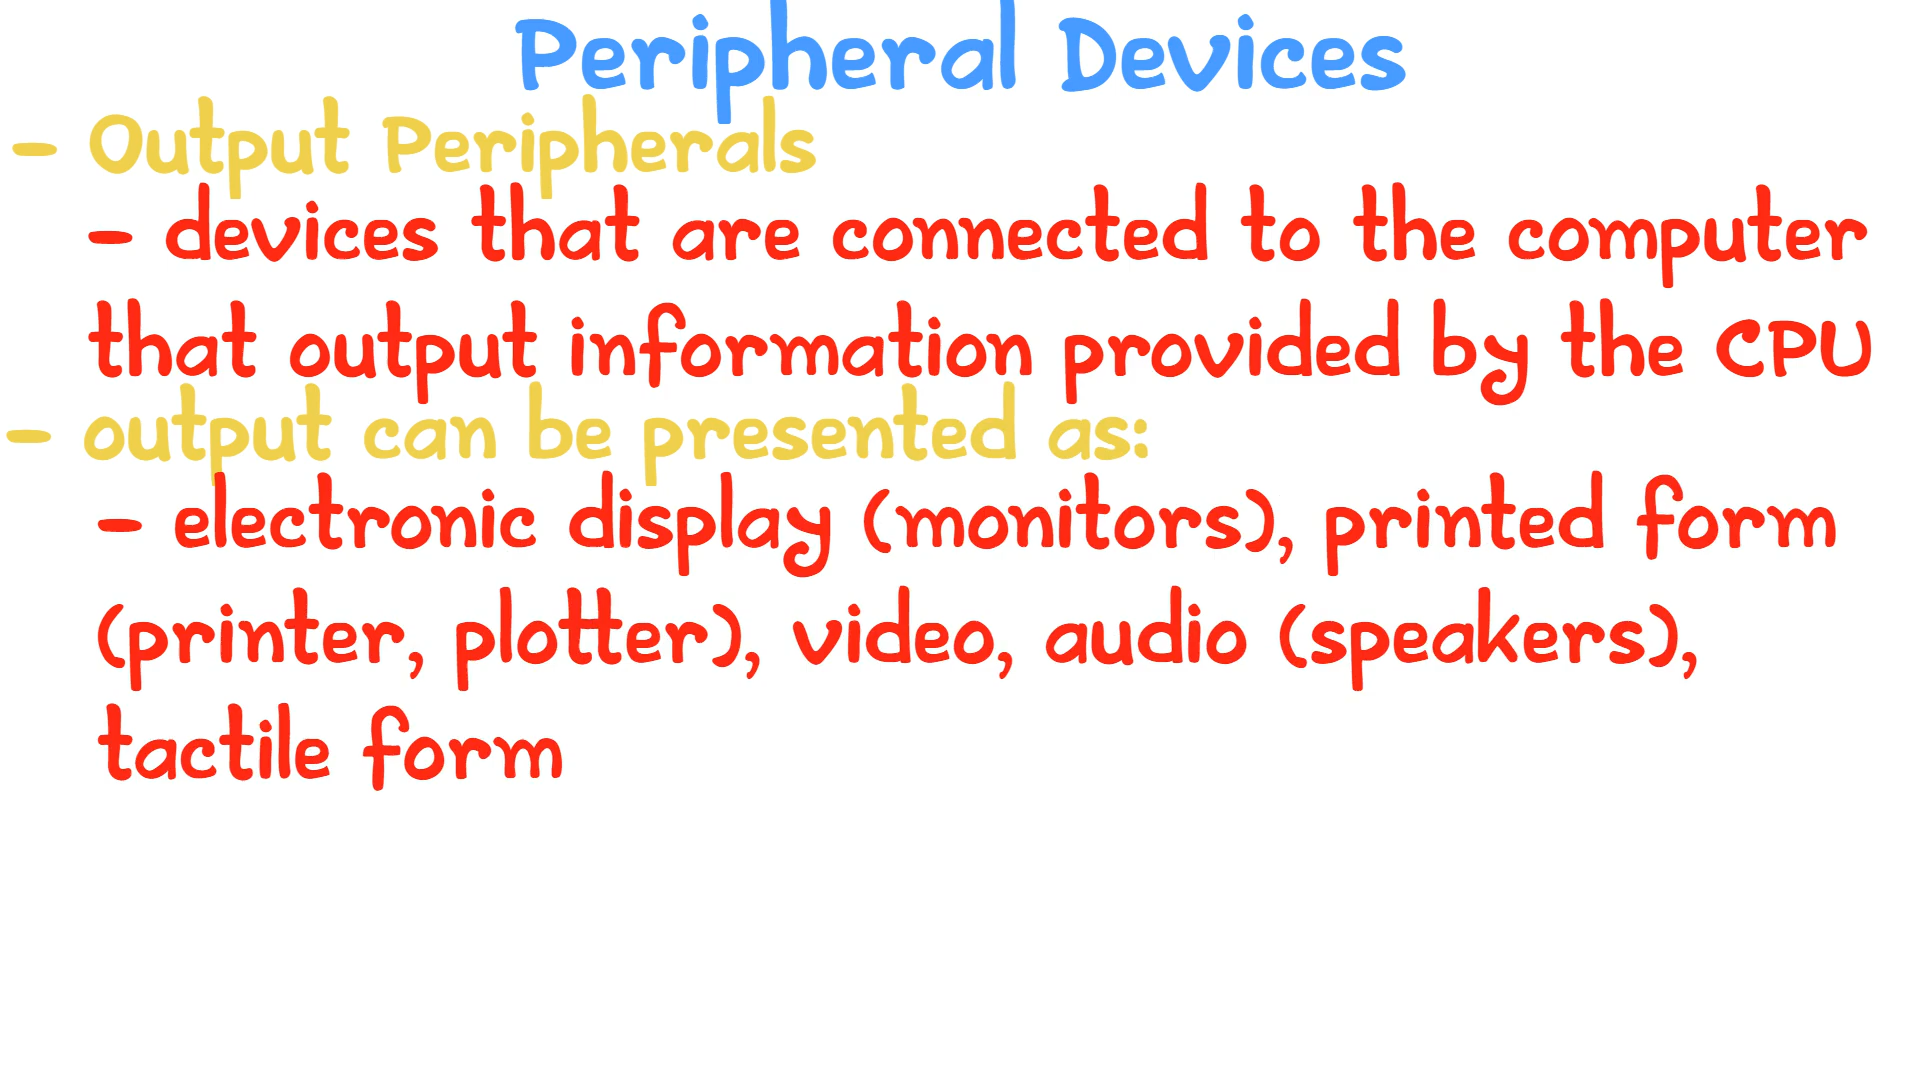 Peripheral Devices
- Output Peripherals
- devices that are connected to the computer
that output information provided by the CPU
- output can be presented as:
- electronic display (monitors), printed form
(printer, plotter), video, audio (speakers),
tactile form